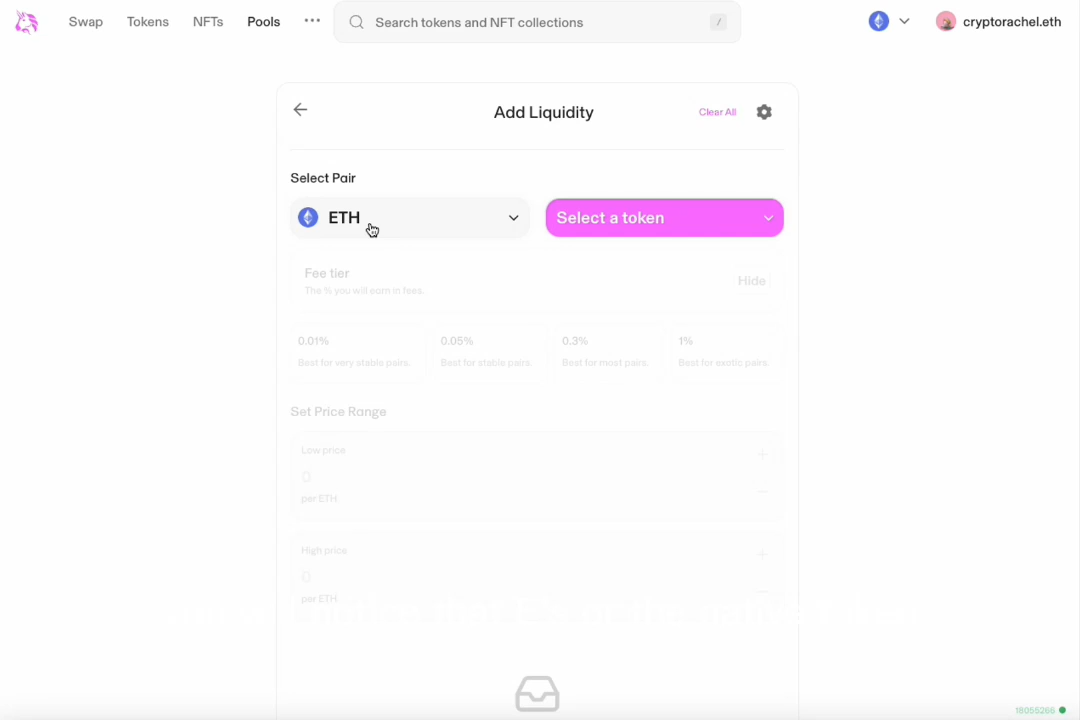 Swap Tokens NFTs Pools ··· Search tokens and NFT collections / cryptorachel.eth
Add Liquidity Clear All
Select Pair
ETH Select a token
Fee tier
The % you will earn in fees.
Hide
0.01% 0.05% 0.3% 1%
Best for very stable pairs. Best for stable pairs. Best for most pairs. Best for exotic pairs.
Set Price Range
Low price
0
per ETH
High price
0
per ETH
18055266